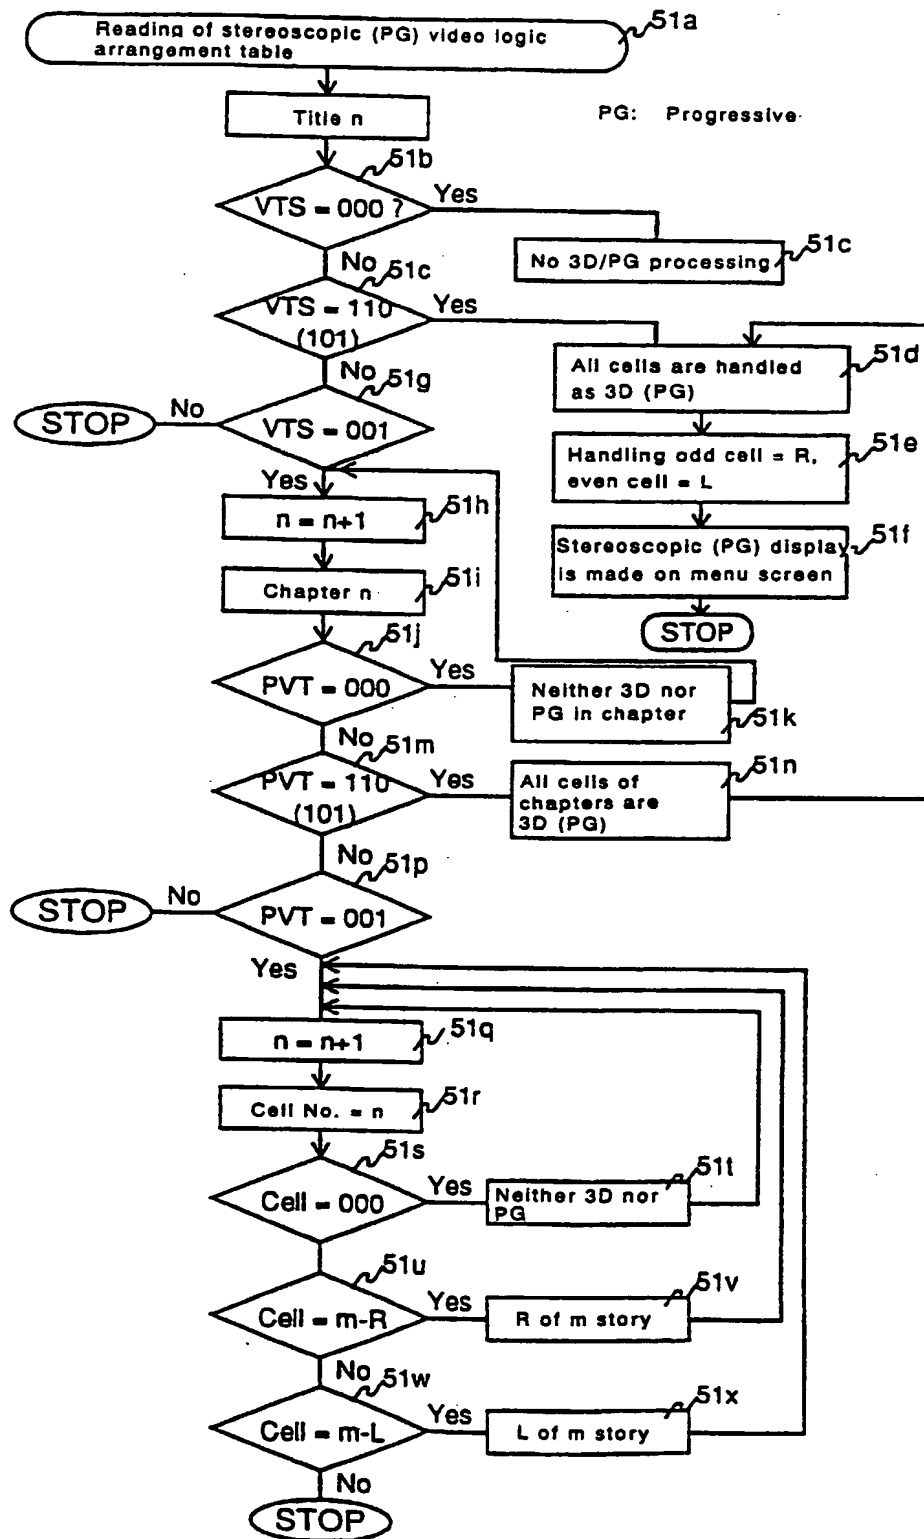 Reading of stereoscopic (PG) video logic
arrangement table
51a
Title n
PG: Progressive
51b
VTS = 000 ?
Yes
No 3D/PG processing
51c
No
51c
VTS = 110
(101)
Yes
All cells are handled
as 3D (PG)
51d
No
51g
VTS = 001
No
STOP
Handling odd cell = R,
even cell = L
51e
Yes
n = n+1
51h
Stereoscopic (PG) display
is made on menu screen
51f
STOP
Chapter n
51i
51j
PVT = 000
Yes
Neither 3D nor
PG in chapter
51k
No
51m
PVT = 110
(101)
Yes
All cells of
chapters are
3D (PG)
51n
No
51p
PVT = 001
No
STOP
Yes
n = n+1
51q
Cell No. = n
51r
51s
Cell = 000
Yes
Neither 3D nor
PG
51t
51u
Cell = m-R
Yes
R of m story
51v
No
51w
Cell = m-L
Yes
L of m story
51x
No
STOP